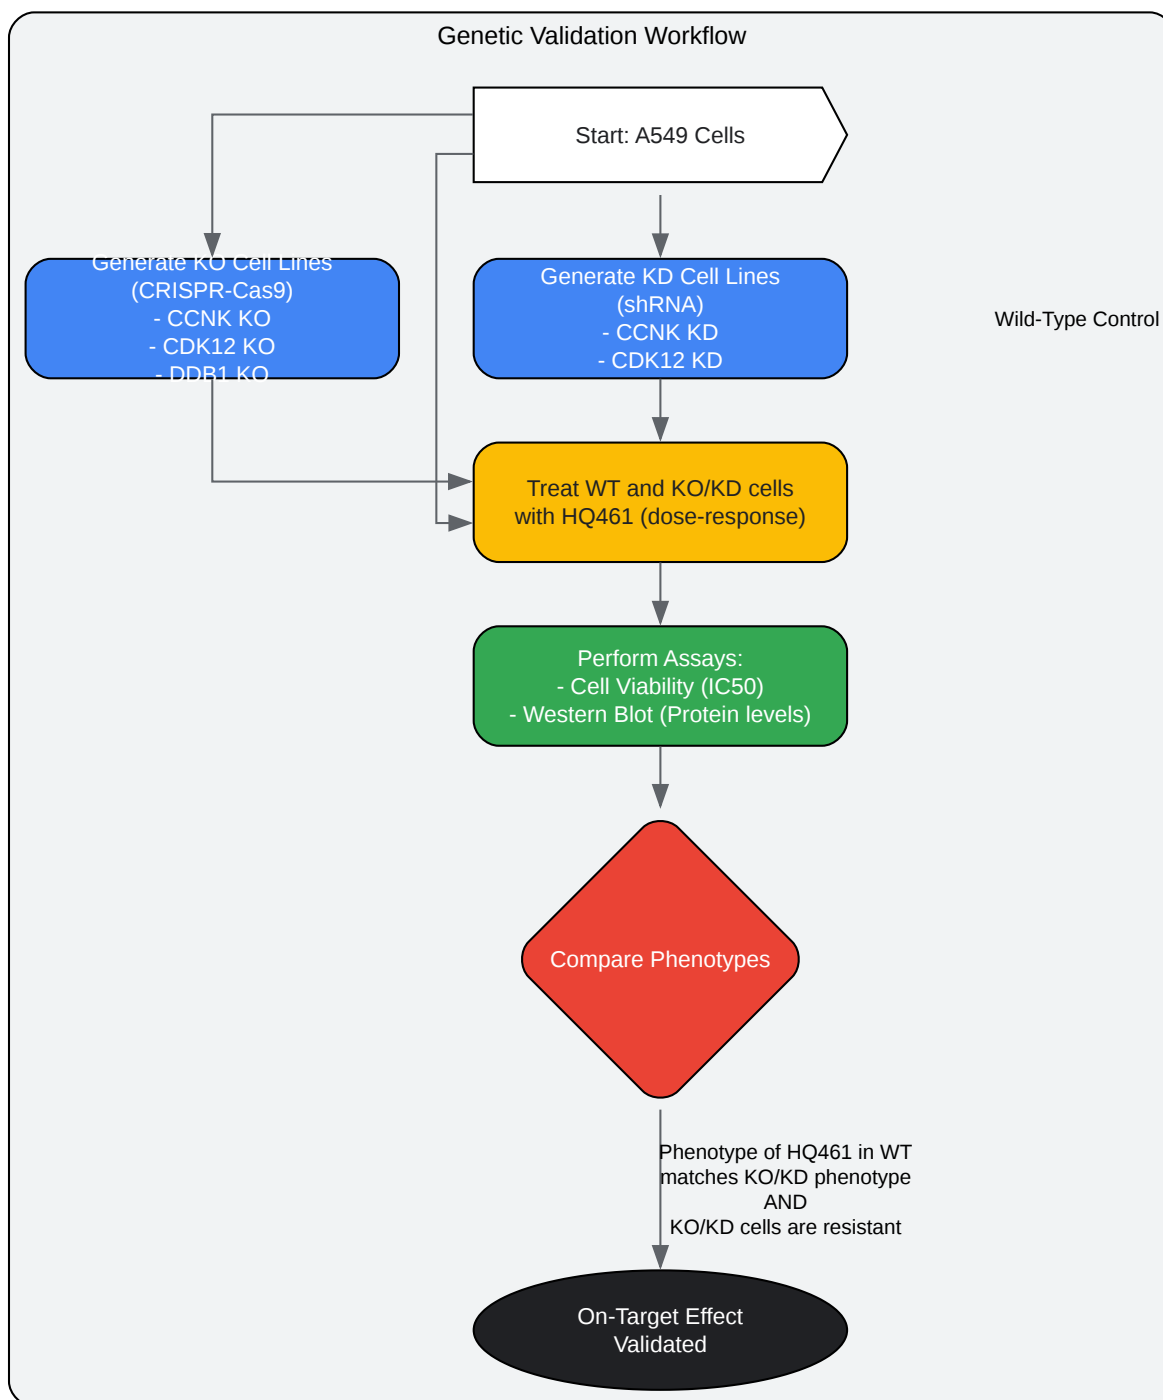 Genetic Validation Workflow
Start: A549 Cells
Generate KO Cell Lines
(CRISPR-Cas9)
- CCNK KO
- CDK12 KO
- DDB1 KO
Generate KD Cell Lines
(shRNA)
- CCNK KD
- CDK12 KD
Wild-Type Control
Treat WT and KO/KD cells
with HQ461 (dose-response)
Perform Assays:
- Cell Viability (IC50)
- Western Blot (Protein levels)
Compare Phenotypes
Phenotype of HQ461 in WT
matches KO/KD phenotype
AND
KO/KD cells are resistant
On-Target Effect
Validated